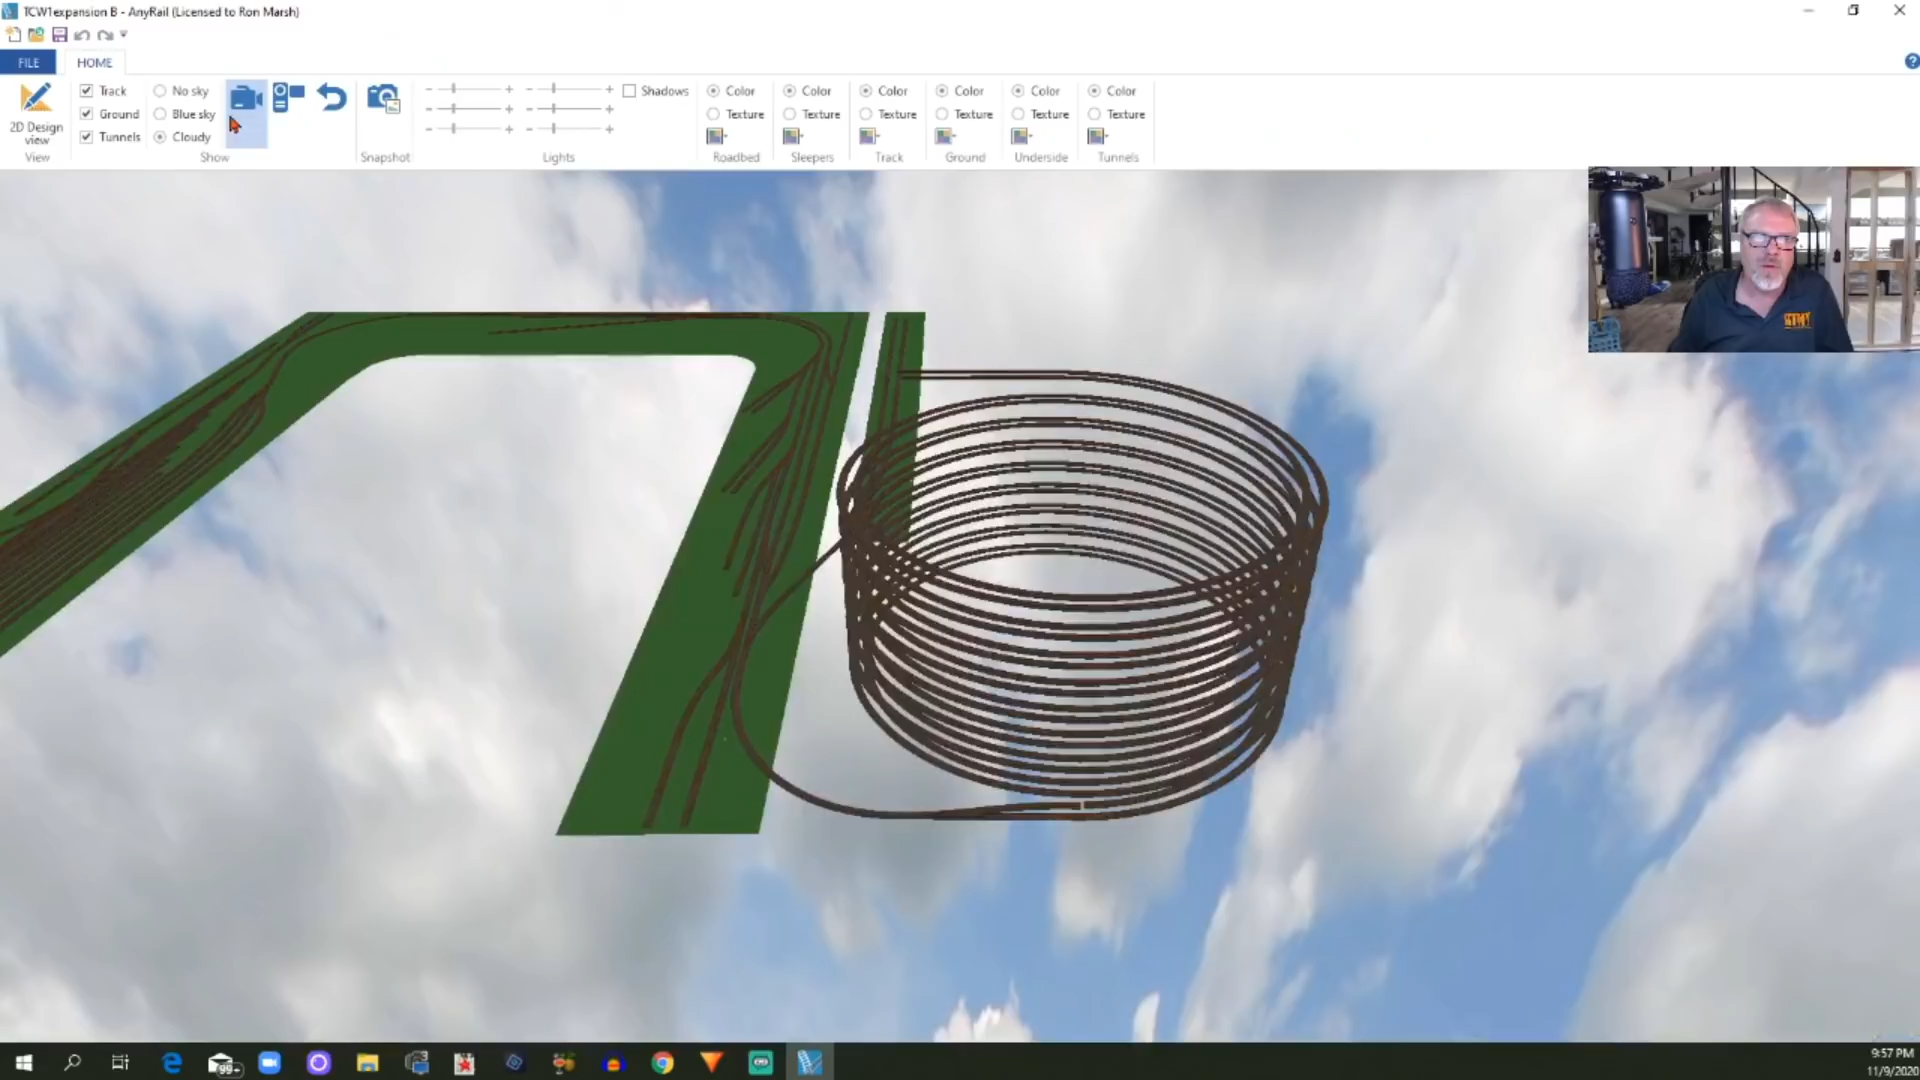 TCW1expansion B - AnyRail (Licensed to Ron Marsh)
FILE HOME
2D Design view
Track
Ground
Tunnels
No sky
Blue sky
Cloudy
Shadows
Color Color Color Color Color Color
Texture Texture Texture Texture Texture Texture
View Show Snapshot Lights Roadbed Sleepers Track Ground Underside Tunnels
99+
9:57 PM
11/9/2020